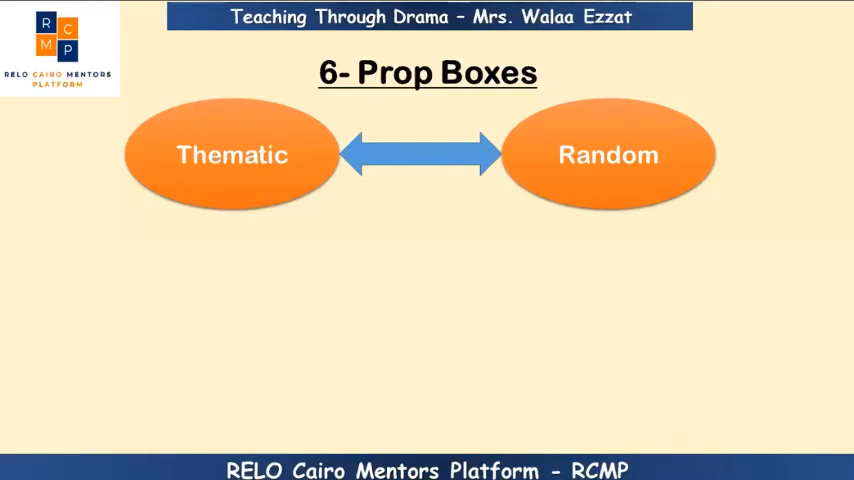 Teaching Through Drama – Mrs. Walaa Ezzat
R
C
M
P
RELO CAIRO MENTORS
PLATFORM
6- Prop Boxes
Thematic
Random
RELO Cairo Mentors Platform - RCMP